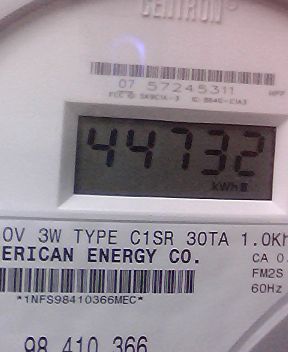 CENTRON®
07 57245311
44732
kWh
0V 3W TYPE C1SR 30TA 1.0Kh
ERICAN ENERGY CO.
CA 0.
FM2S
*1NFS98410366MEC*
60Hz
98 410 366